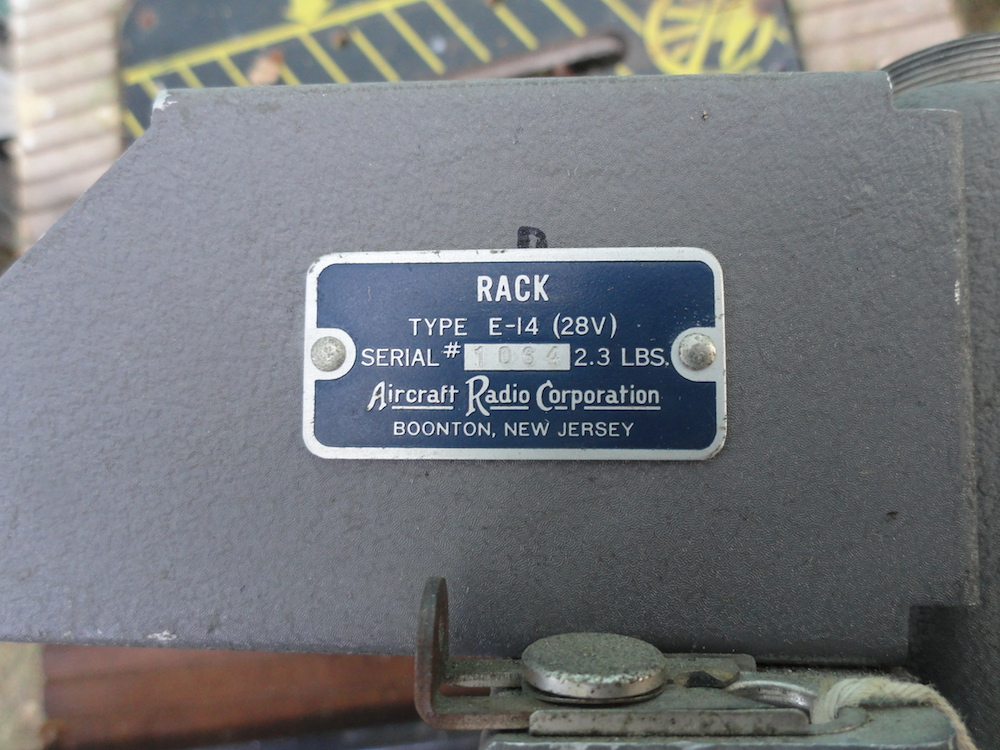 RACK
TYPE E-14 (28V)
SERIAL # 1034 2.3 LBS.
Aircraft Radio Corporation
BOONTON, NEW JERSEY